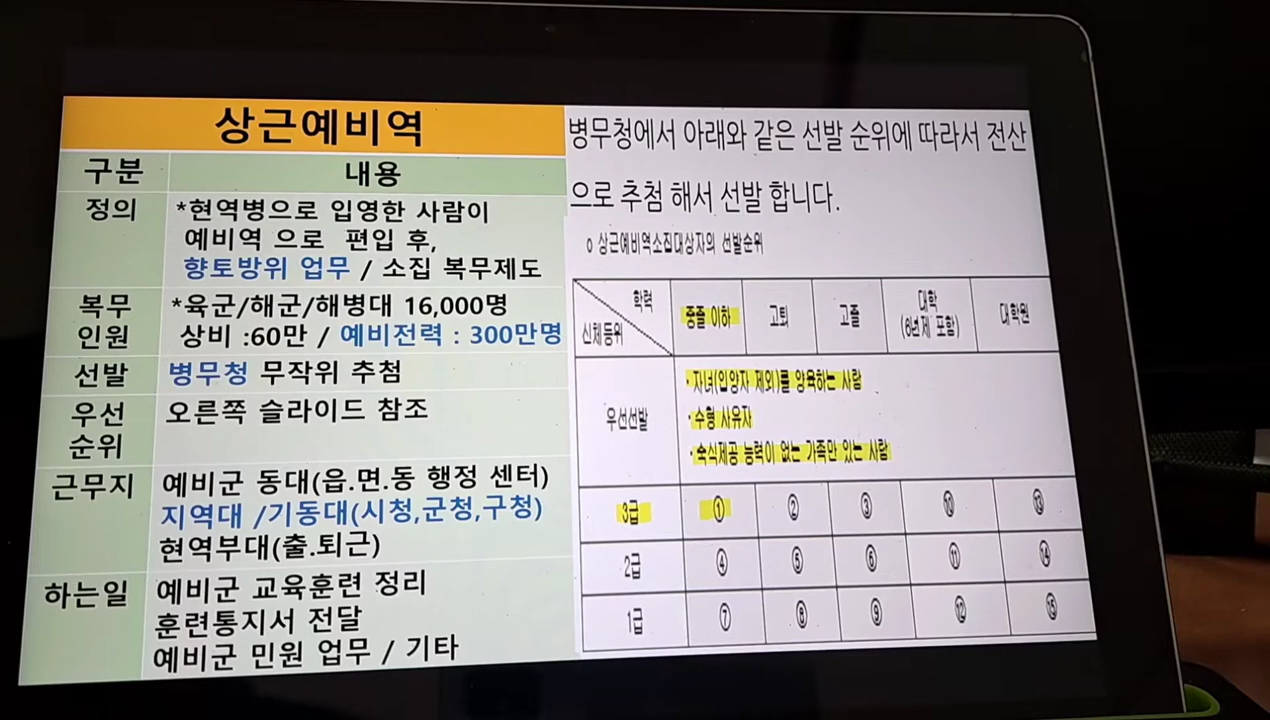 상근예비역
구분 내용
정의 *현역병으로 입영한 사람이
예비역 으로 편입 후,
향토방위 업무 / 소집 복무제도
복무 *육군/해군/해병대 16,000명
인원 상비 :60만 / 예비전력 : 300만명
선발 병무청 무작위 추첨
우선 오른쪽 슬라이드 참조
순위
근무지 예비군 동대(읍.면.동 행정 센터)
지역대 /기동대(시청,군청,구청)
현역부대(출.퇴근)
하는일 예비군 교육훈련 정리
훈련통지서 전달
예비군 민원 업무 / 기타
병무청에서 아래와 같은 선발 순위에 따라서 전산
으로 추첨 해서 선발 합니다.
o 상근예비역소집대상자의 선발순위
학력
신체등위
중졸 이하 고퇴 고졸 대학 대학원
(6년제 포함)
우선선발
· 자녀(입양자 제외)를 양육하는 사람
· 수형 사유자
· 숙식제공 능력이 없는 가족만 있는 사람
3급 ① ② ③ ⑩ ⑬
2급 ④ ⑤ ⑥ ⑪ ⑭
1급 ⑦ ⑧ ⑨ ⑫ ⑮